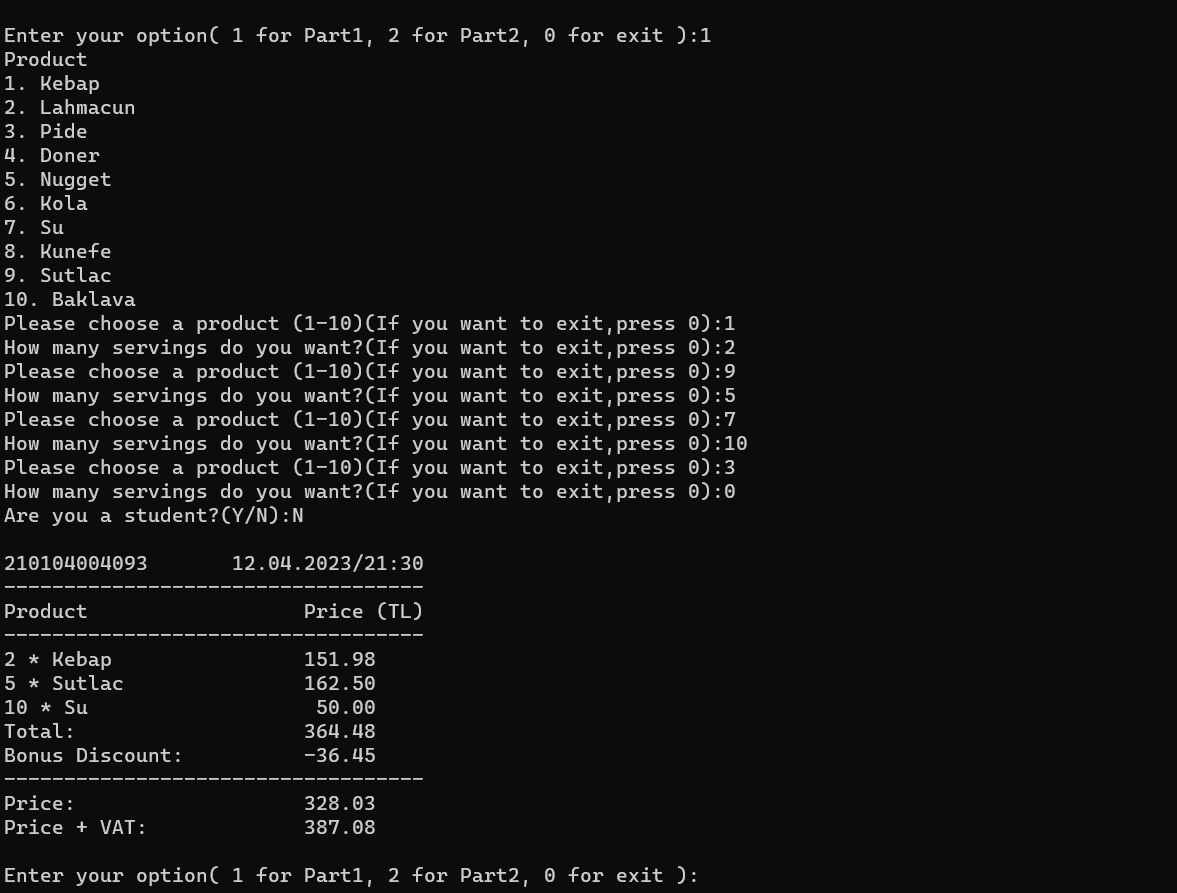 Enter your option( 1 for Part1, 2 for Part2, 0 for exit ):1
Product
1. Kebap
2. Lahmacun
3. Pide
4. Doner
5. Nugget
6. Kola
7. Su
8. Kunefe
9. Sutlac
10. Baklava
Please choose a product (1-10)(If you want to exit,press 0):1
How many servings do you want?(If you want to exit,press 0):2
Please choose a product (1-10)(If you want to exit,press 0):9
How many servings do you want?(If you want to exit,press 0):5
Please choose a product (1-10)(If you want to exit,press 0):7
How many servings do you want?(If you want to exit,press 0):10
Please choose a product (1-10)(If you want to exit,press 0):3
How many servings do you want?(If you want to exit,press 0):0
Are you a student?(Y/N):N
210104004093       12.04.2023/21:30
-----------------------------------
Product                  Price (TL)
-----------------------------------
2 * Kebap                151.98
5 * Sutlac               162.50
10 * Su                   50.00
Total:                   364.48
Bonus Discount:          -36.45
-----------------------------------
Price:                   328.03
Price + VAT:             387.08
Enter your option( 1 for Part1, 2 for Part2, 0 for exit ):